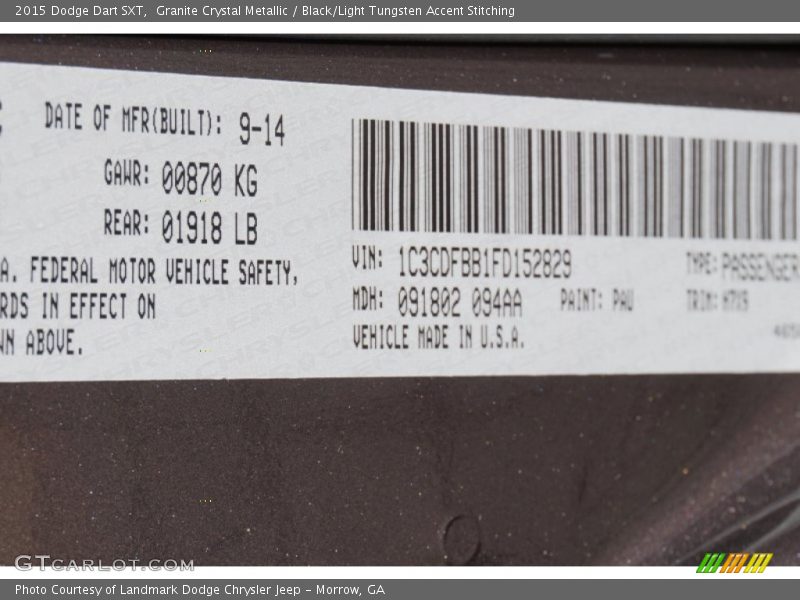 2015 Dodge Dart SXT, Granite Crystal Metallic / Black/Light Tungsten Accent Stitching
DATE OF MFR(BUILT): 9-14
GAWR: 00870 KG
REAR: 01918 LB
A. FEDERAL MOTOR VEHICLE SAFETY,
RDS IN EFFECT ON
WN ABOVE.
VIN: 1C3CDFBB1FD152829 TYPE: PASSENGER
MDH: 091802 094AA PAINT: PAU TRIM: H7X9
VEHICLE MADE IN U.S.A.
GTCARLOT.COM
Photo Courtesy of Landmark Dodge Chrysler Jeep - Morrow, GA